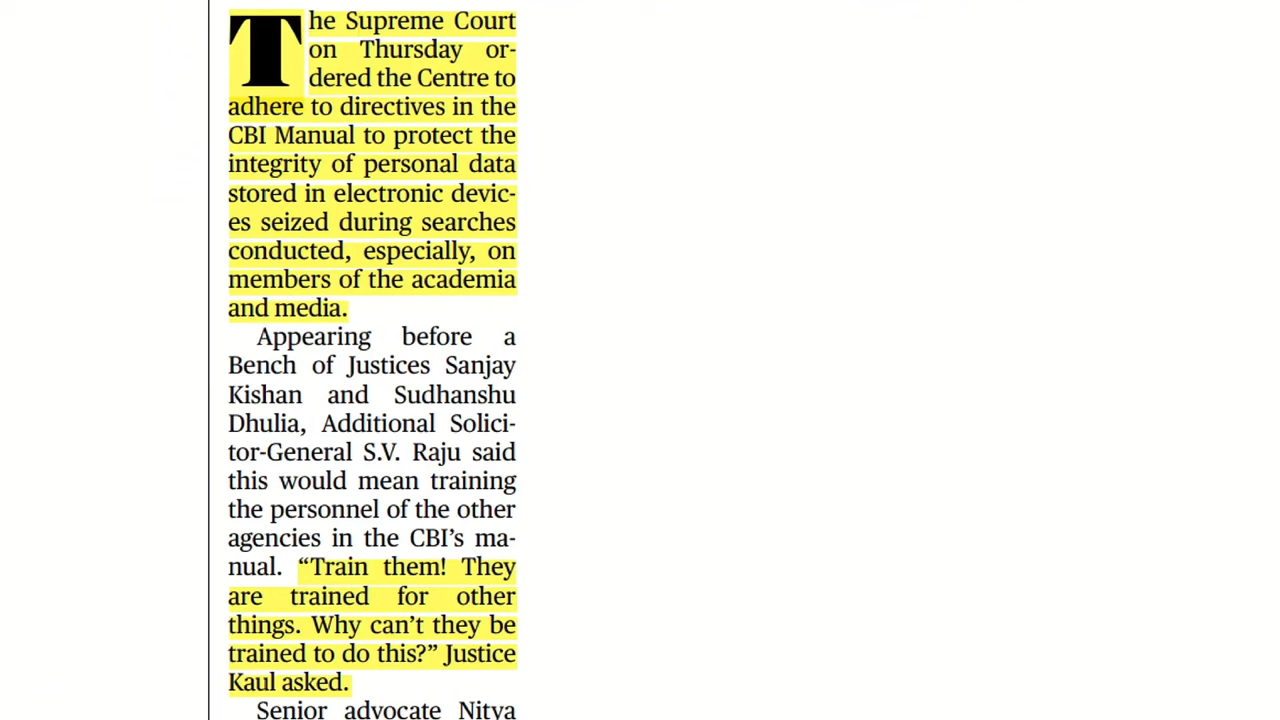 The Supreme Court
on Thursday or-
dered the Centre to
adhere to directives in the
CBI Manual to protect the
integrity of personal data
stored in electronic devic-
es seized during searches
conducted, especially, on
members of the academia
and media.
Appearing before a
Bench of Justices Sanjay
Kishan and Sudhanshu
Dhulia, Additional Solici-
tor-General S.V. Raju said
this would mean training
the personnel of the other
agencies in the CBI’s ma-
nual. “Train them! They
are trained for other
things. Why can’t they be
trained to do this?” Justice
Kaul asked.
Senior advocate Nitya